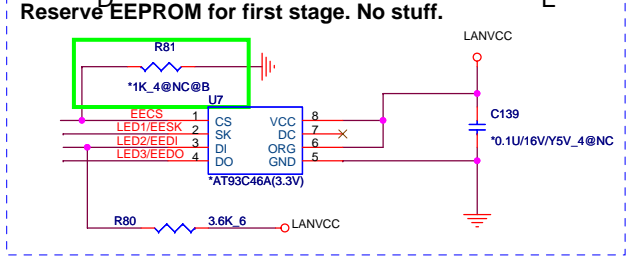 D
E
Reserve EEPROM for first stage. No stuff.
LANVCC
R81
*1K_4@NC@B
U7
EECS 1 CS VCC 8
LED1/EESK 2 SK DC 7
LED2/EEDI 3 DI ORG 6
LED3/EEDO 4 DO GND 5
*AT93C46A(3.3V)
C139
*0.1U/16V/Y5V_4@NC
R80 3.6K_6 LANVCC